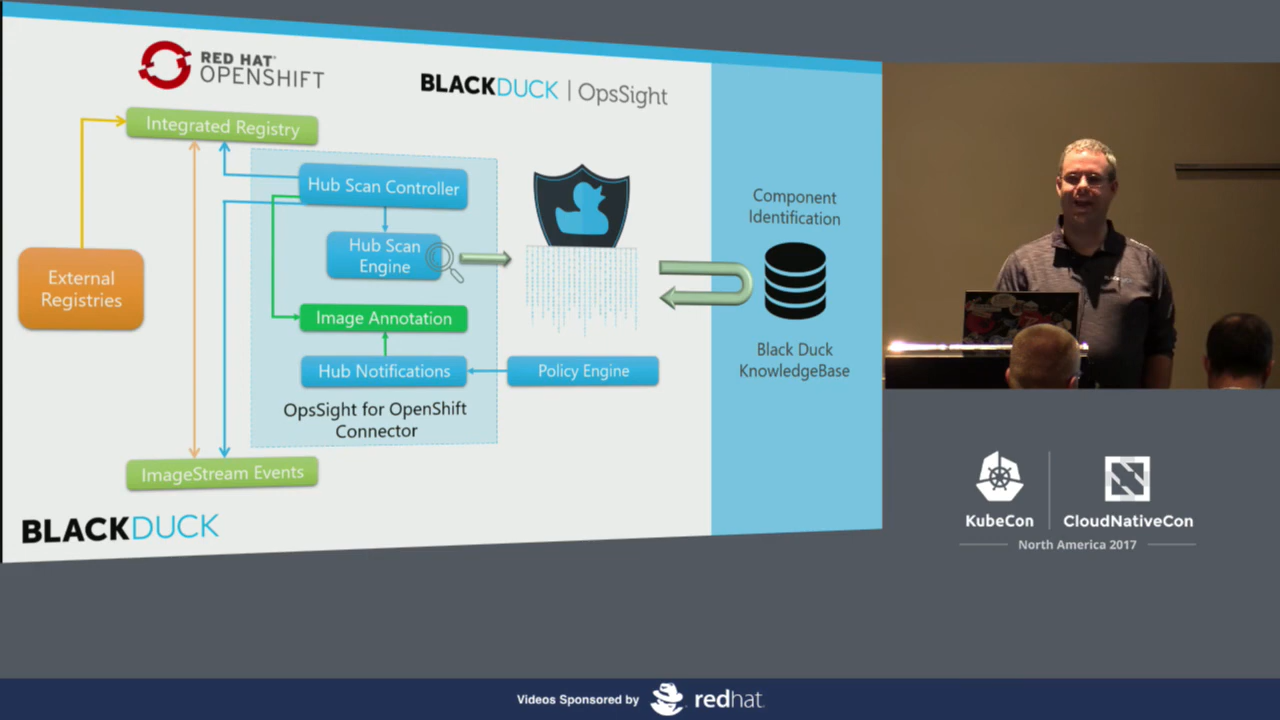 RED HAT
OPENSHIFT
BLACKDUCK | OpsSight
Integrated Registry
Hub Scan Controller
Hub Scan
Engine
External
Registries
Image Annotation
Hub Notifications
Policy Engine
OpsSight for OpenShift
Connector
ImageStream Events
BLACKDUCK
Component
Identification
Black Duck
KnowledgeBase
KubeCon
CloudNativeCon
North America 2017
Videos Sponsored by
redhat.